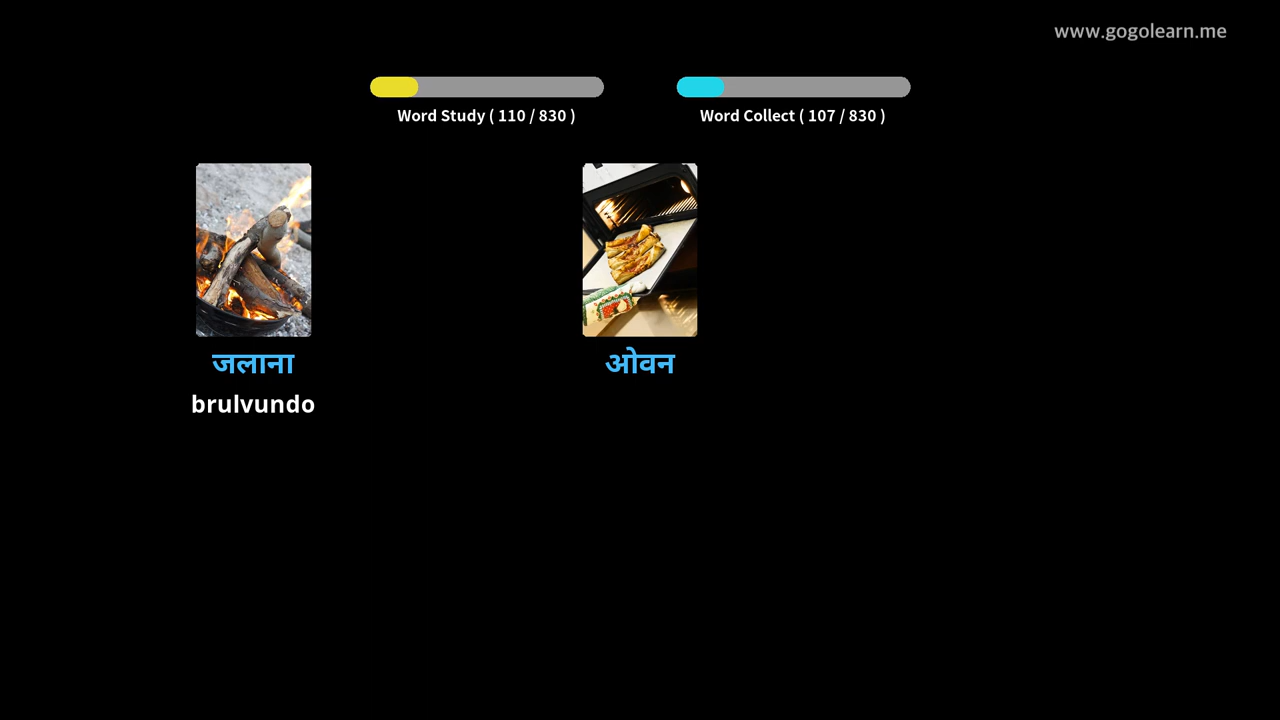 www.gogolearn.me
Word Study ( 110 / 830 )
Word Collect ( 107 / 830 )
जलाना
brulvundo
ओवन